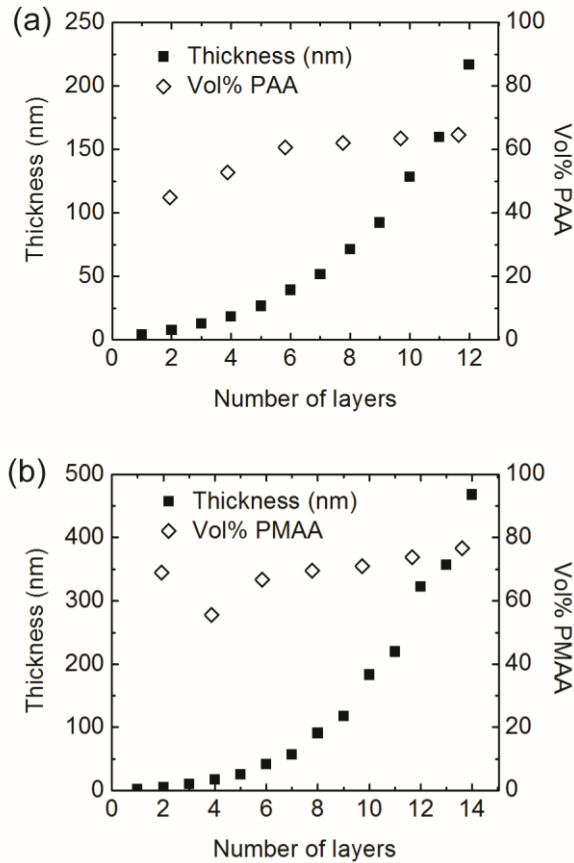 (a)
250
200
150
100
50
0
Thickness (nm)
Thickness (nm)
Vol% PAA
100
80
60
40
20
0
Vol% PAA
0 2 4 6 8 10 12
Number of layers
(b)
500
400
300
200
100
0
Thickness (nm)
Thickness (nm)
Vol% PMAA
100
80
60
40
20
0
Vol% PMAA
0 2 4 6 8 10 12 14
Number of layers